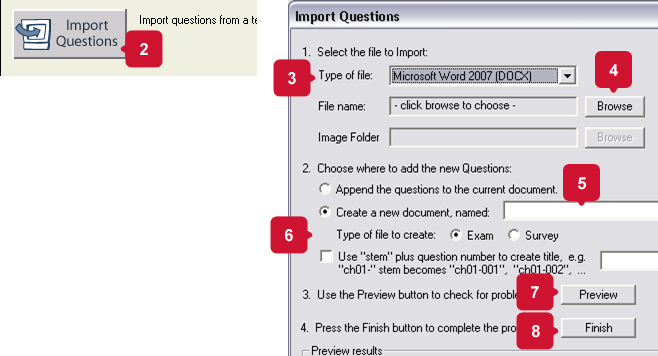 Import
Questions
Import questions from a te
2
Import Questions
1. Select the file to Import:
3
Type of file:
Microsoft Word 2007 (DOCX)
4
File name:
- click browse to choose -
Browse
Image Folder
Browse
2. Choose where to add the new Questions:
Append the questions to the current document.
5
Create a new document, named:
6
Type of file to create:
Exam
Survey
Use "stem" plus question number to create title, e.g.
"ch01-" stem becomes "ch01-001", "ch01-002", ...
3. Use the Preview button to check for
7
Preview
4. Press the Finish button to complete the
8
Finish
Preview results